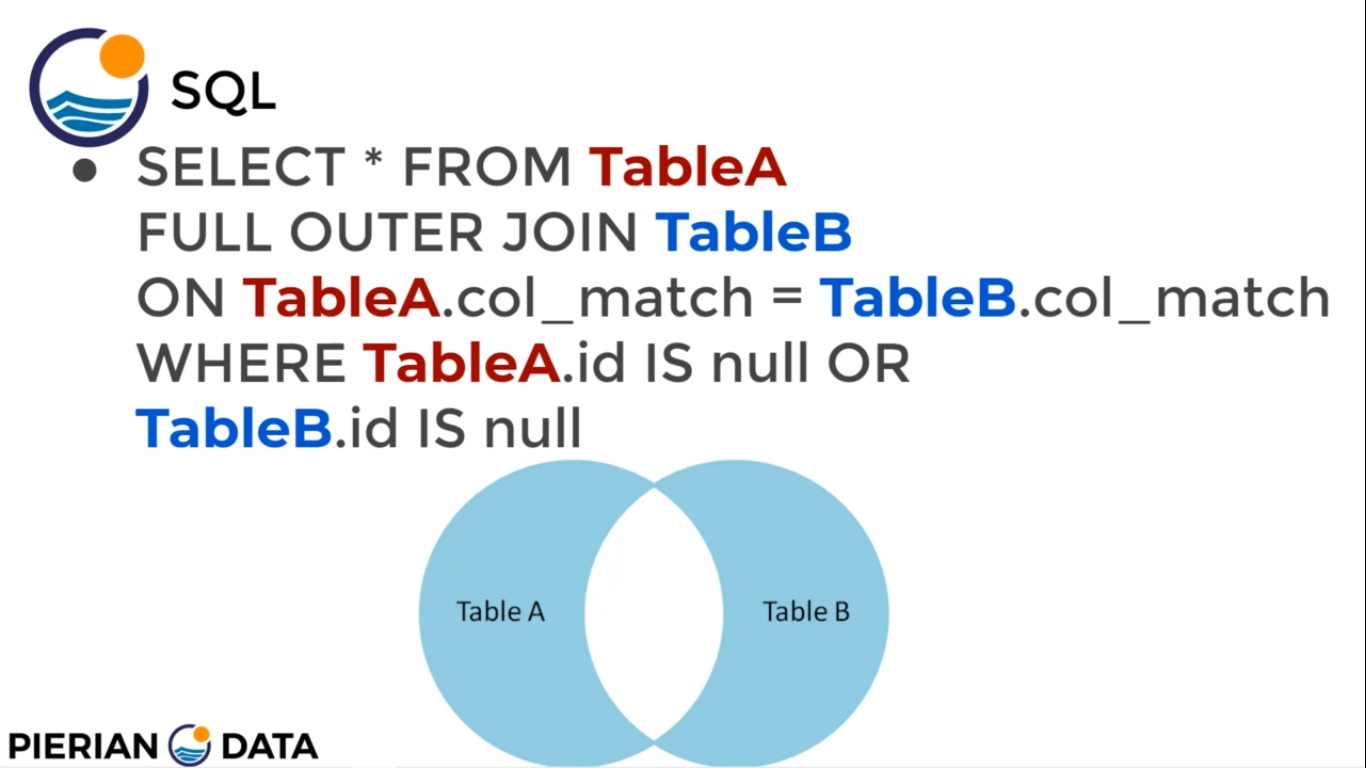 SQL
● SELECT * FROM TableA
FULL OUTER JOIN TableB
ON TableA.col_match = TableB.col_match
WHERE TableA.id IS null OR
TableB.id IS null
Table A
Table B
PIERIAN DATA